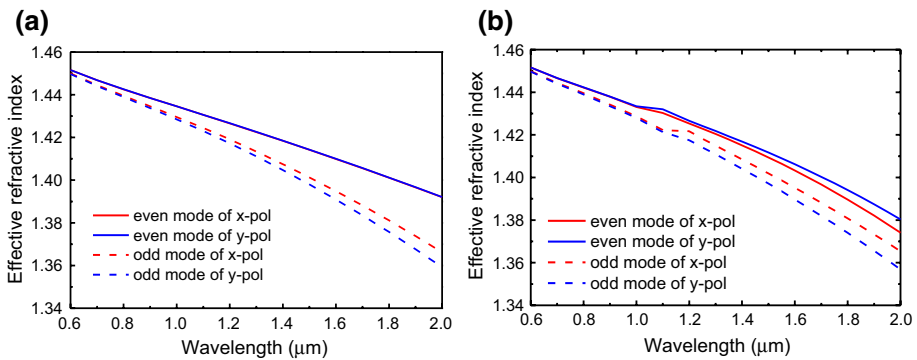 (a)
Effective refractive index
1.46
1.44
1.42
1.40
1.38
1.36
1.34
even mode of x-pol
even mode of y-pol
odd mode of x-pol
odd mode of y-pol
0.6 0.8 1.0 1.2 1.4 1.6 1.8 2.0
Wavelength (μm)
(b)
Effective refractive index
1.46
1.44
1.42
1.40
1.38
1.36
1.34
even mode of x-pol
even mode of y-pol
odd mode of x-pol
odd mode of y-pol
0.6 0.8 1.0 1.2 1.4 1.6 1.8 2.0
Wavelength (μm)